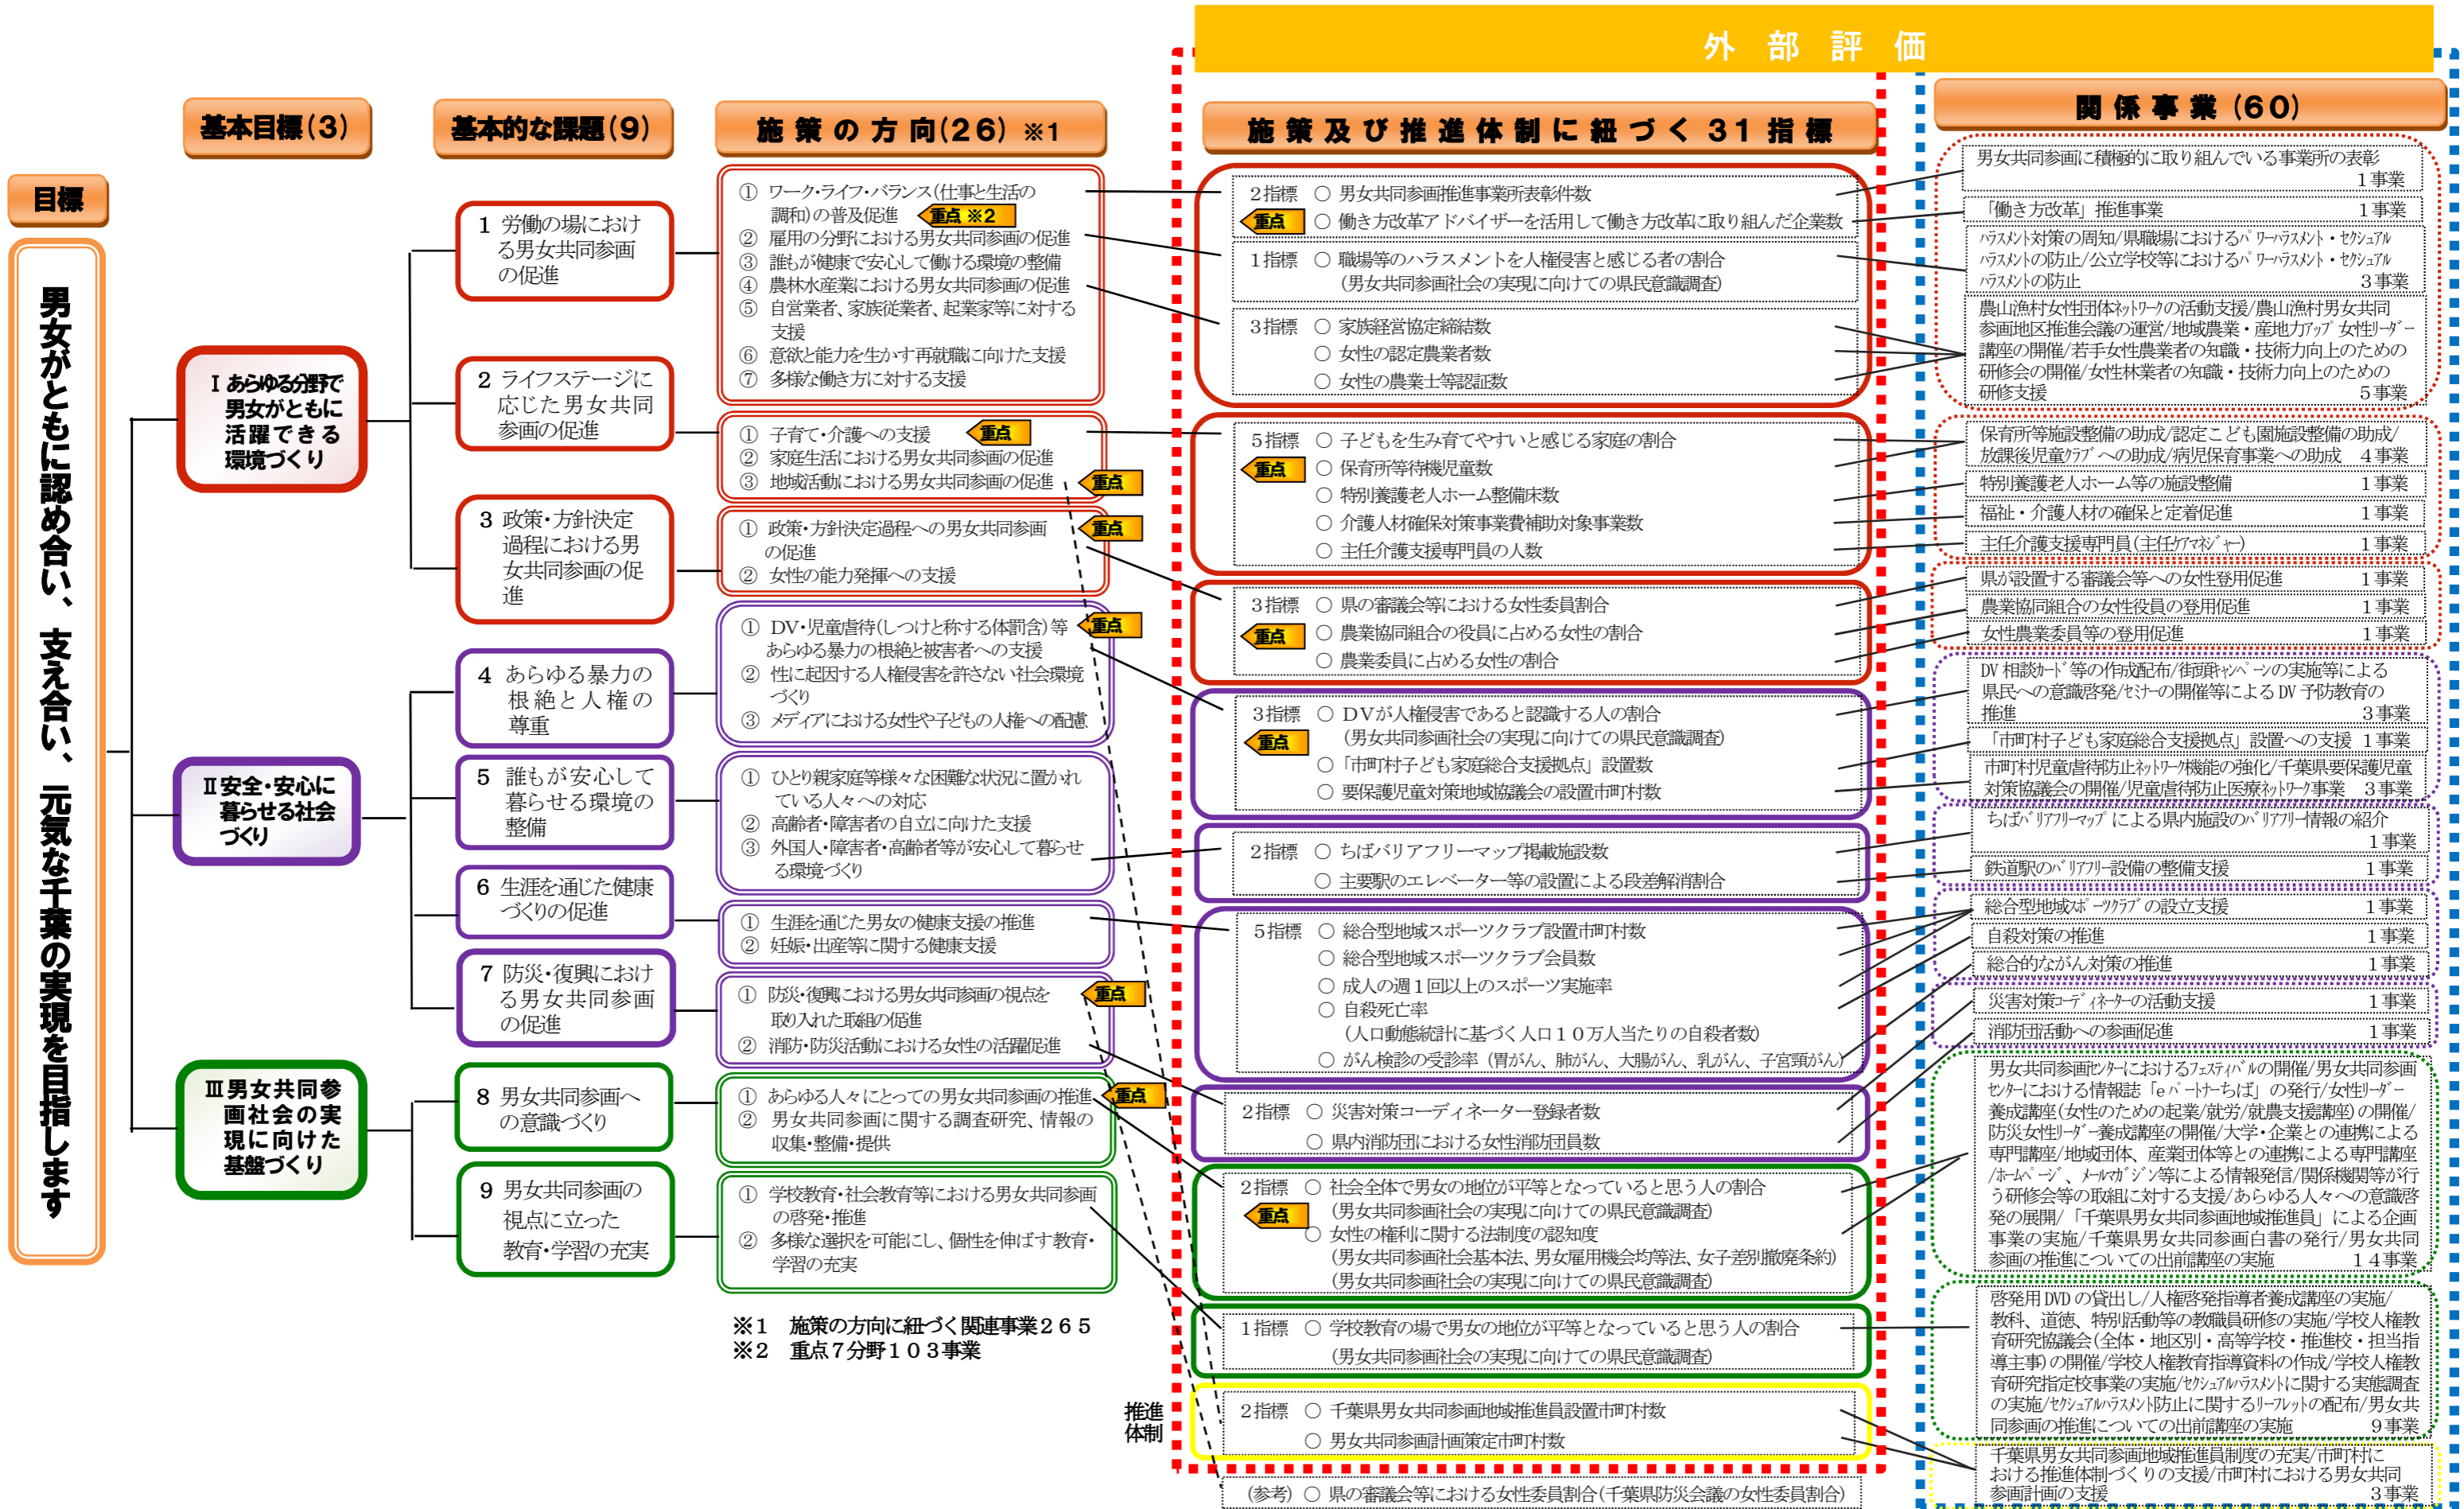 外部評価
目標
男女がともに認め合い、支え合い、元気な千葉の実現を目指します
基本目標(3)
Ⅰあらゆる分野で
男女がともに
活躍できる
環境づくり
Ⅱ安全・安心に
暮らせる社会
づくり
Ⅲ男女共同参
画社会の実
現に向けた
基盤づくり
基本的な課題(9)
1 労働の場におけ
る男女共同参画
の促進
2 ライフステージに
応じた男女共同
参画の促進
3 政策・方針決定
過程における男
女共同参画の促
進
4 あらゆる暴力の
根絶と人権の
尊重
5 誰もが安心して
暮らせる環境の
整備
6 生涯を通じた健康
づくりの促進
7 防災・復興におけ
る男女共同参画
の促進
8 男女共同参画へ
の意識づくり
9 男女共同参画の
視点に立った
教育・学習の充実
施策の方向(26) ※1
① ワーク・ライフ・バランス(仕事と生活の
調和)の普及促進 重点 ※2
② 雇用の分野における男女共同参画の促進
③ 誰もが健康で安心して働ける環境の整備
④ 農林水産業における男女共同参画の促進
⑤ 自営業者、家族従業者、起業家等に対する
支援
⑥ 意欲と能力を生かす再就職に向けた支援
⑦ 多様な働き方に対する支援
① 子育て・介護への支援 重点
② 家庭生活における男女共同参画の促進
③ 地域活動における男女共同参画の促進 重点
① 政策・方針決定過程への男女共同参画 重点
の促進
② 女性の能力発揮への支援
① DV・児童虐待(しつけと称する体罰含)等 重点
あらゆる暴力の根絶と被害者への支援
② 性に起因する人権侵害を許さない社会環境
づくり
③ メディアにおける女性や子どもの人権への配慮
① ひとり親家庭等様々な困難な状況に置かれ
ている人々への対応
② 高齢者・障害者の自立に向けた支援
③ 外国人・障害者・高齢者等が安心して暮らせ
る環境づくり
① 生涯を通じた男女の健康支援の推進
② 妊娠・出産等に関する健康支援
① 防災・復興における男女共同参画の視点を 重点
取り入れた取組の促進
② 消防・防災活動における女性の活躍促進
① あらゆる人々にとっての男女共同参画の推進 重点
② 男女共同参画に関する調査研究、情報の
収集・整備・提供
① 学校教育・社会教育等における男女共同参画
の啓発・推進
② 多様な選択を可能にし、個性を伸ばす教育・
学習の充実
※1 施策の方向に紐づく関連事業265
※2 重点7分野103事業
施策及び推進体制に紐づく31指標
2指標 ○ 男女共同参画推進事業所表彰件数
重点 ○ 働き方改革アドバイザーを活用して働き方改革に取り組んだ企業数
1指標 ○ 職場等のハラスメントを人権侵害と感じる者の割合
(男女共同参画社会の実現に向けての県民意識調査)
3指標 ○ 家族経営協定締結数
○ 女性の認定農業者数
○ 女性の農業士等認証数
5指標 ○ 子どもを生み育てやすいと感じる家庭の割合
重点 ○ 保育所等待機児童数
○ 特別養護老人ホーム整備床数
○ 介護人材確保対策事業費補助対象事業数
○ 主任介護支援専門員の人数
3指標 ○ 県の審議会等における女性委員割合
重点 ○ 農業協同組合の役員に占める女性の割合
○ 農業委員に占める女性の割合
3指標 ○ DVが人権侵害であると認識する人の割合
重点 (男女共同参画社会の実現に向けての県民意識調査)
○ 「市町村子ども家庭総合支援拠点」設置数
○ 要保護児童対策地域協議会の設置市町村数
2指標 ○ ちばバリアフリーマップ掲載施設数
○ 主要駅のエレベーター等の設置による段差解消割合
5指標 ○ 総合型地域スポーツクラブ設置市町村数
○ 総合型地域スポーツクラブ会員数
○ 成人の週1回以上のスポーツ実施率
○ 自殺死亡率
(人口動態統計に基づく人口10万人当たりの自殺者数)
○ がん検診の受診率 (胃がん、肺がん、大腸がん、乳がん、子宮頸がん)
2指標 ○ 災害対策コーディネーター登録者数
○ 県内消防団における女性消防団員数
2指標 ○ 社会全体で男女の地位が平等となっていると思う人の割合
重点 (男女共同参画社会の実現に向けての県民意識調査)
○ 女性の権利に関する法制度の認知度
(男女共同参画社会基本法、男女雇用機会均等法、女子差別撤廃条約)
(男女共同参画社会の実現に向けての県民意識調査)
1指標 ○ 学校教育の場で男女の地位が平等となっていると思う人の割合
(男女共同参画社会の実現に向けての県民意識調査)
推進
体制
2指標 ○ 千葉県男女共同参画地域推進員設置市町村数
○ 男女共同参画計画策定市町村数
(参考) ○ 県の審議会等における女性委員割合(千葉県防災会議の女性委員割合)
関係事業(60)
男女共同参画に積極的に取り組んでいる事業所の表彰
1事業
「働き方改革」推進事業 1事業
ハラスメント対策の周知/県職場におけるパワーハラスメント・セクシュアル
ハラスメントの防止/公立学校等におけるパワーハラスメント・セクシュアル
ハラスメントの防止 3事業
農山漁村女性団体ネットワークの活動支援/農山漁村男女共同
参画地区推進会議の運営/地域農業・産地力アップ女性リーダー
講座の開催/若手女性農業者の知識・技術力向上のための
研修会の開催/女性林業者の知識・技術力向上のための
研修支援 5事業
保育所等施設整備の助成/認定こども園施設整備の助成/
放課後児童クラブへの助成/病児保育事業への助成 4事業
特別養護老人ホーム等の施設整備 1事業
福祉・介護人材の確保と定着促進 1事業
主任介護支援専門員(主任ケアマネジャー) 1事業
県が設置する審議会等への女性登用促進 1事業
農業協同組合の女性役員の登用促進 1事業
女性農業委員等の登用促進 1事業
DV相談カード等の作成配布/街頭キャンペーンの実施等による
県民への意識啓発/セミナーの開催等によるDV予防教育の
推進 3事業
「市町村子ども家庭総合支援拠点」設置への支援 1事業
市町村児童虐待防止ネットワーク機能の強化/千葉県要保護児童
対策協議会の開催/児童虐待防止医療ネットワーク事業 3事業
ちばバリアフリーマップによる県内施設のバリアフリー情報の紹介
1事業
鉄道駅のバリアフリー設備の整備支援 1事業
総合型地域スポーツクラブの設立支援 1事業
自殺対策の推進 1事業
総合的ながん対策の推進 1事業
災害対策コーディネーターの活動支援 1事業
消防団活動への参画促進 1事業
男女共同参画センターにおけるフェスティバルの開催/男女共同参画
センターにおける情報誌「eパートナーちば」の発行/女性リーダー
養成講座(女性のための起業/就労/就農支援講座)の開催/
防災女性リーダー養成講座の開催/大学・企業との連携による
専門講座/地域団体、産業団体等との連携による専門講座
/ホームページ、メールマガジン等による情報発信/関係機関等が行
う研修会等の取組に対する支援/あらゆる人々への意識啓
発の展開/「千葉県男女共同参画地域推進員」による企画
事業の実施/千葉県男女共同参画白書の発行/男女共同
参画の推進についての出前講座の実施 14事業
啓発用DVDの貸出し/人権啓発指導者養成講座の実施/
教科、道徳、特別活動等の教職員研修の実施/学校人権教
育研究協議会(全体・地区別・高等学校・推進校・担当指
導主事)の開催/学校人権教育指導資料の作成/学校人権教
育研究指定校事業の実施/セクシュアルハラスメントに関する実態調査
の実施/セクシュアルハラスメント防止に関するリーフレットの配布/男女共
同参画の推進についての出前講座の実施 9事業
千葉県男女共同参画地域推進員制度の充実/市町村に
おける推進体制づくりの支援/市町村における男女共同
参画計画の支援 3事業